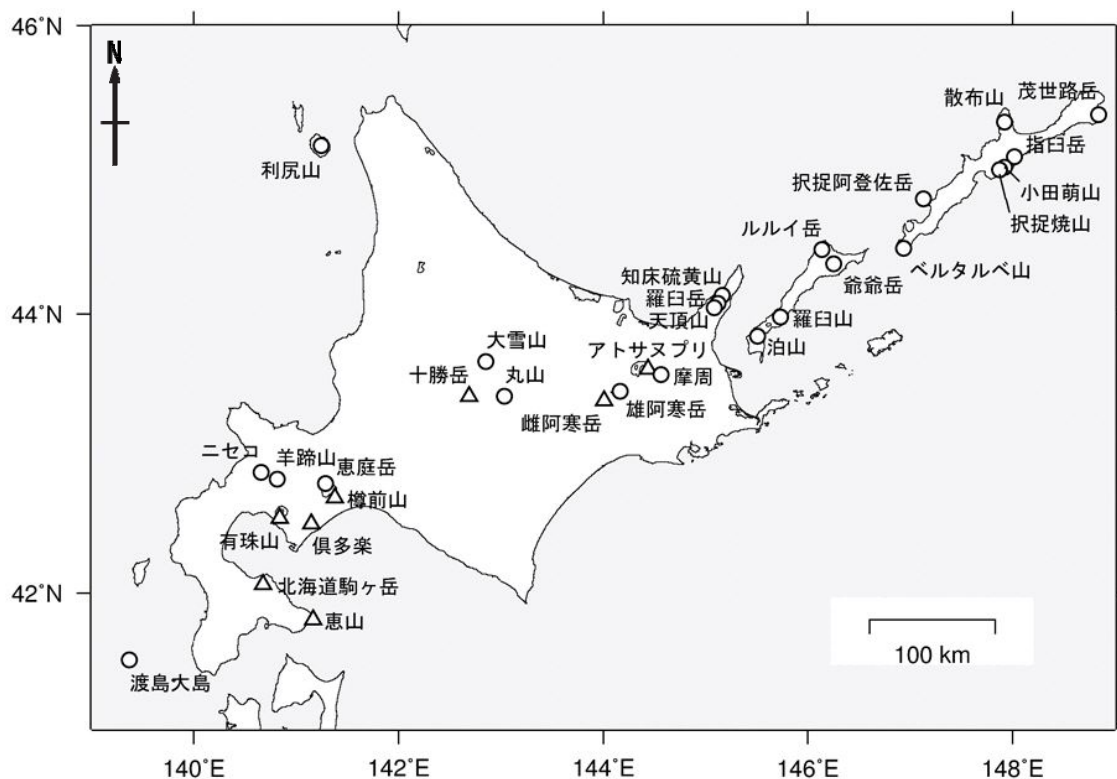 46˚N
N
散布山
茂世路岳
利尻山
指臼岳
択捉阿登佐岳
小田萌山
択捉焼山
ルルイ岳
ベルタルベ山
爺爺岳
知床硫黄山
羅臼岳
天頂山
羅臼山
泊山
44˚N
大雪山
アトサヌプリ
十勝岳
丸山
摩周
雌阿寒岳
雄阿寒岳
ニセコ
羊蹄山
恵庭岳
樽前山
有珠山
倶多楽
42˚N
北海道駒ヶ岳
恵山
渡島大島
100 km
140˚E
142˚E
144˚E
146˚E
148˚E